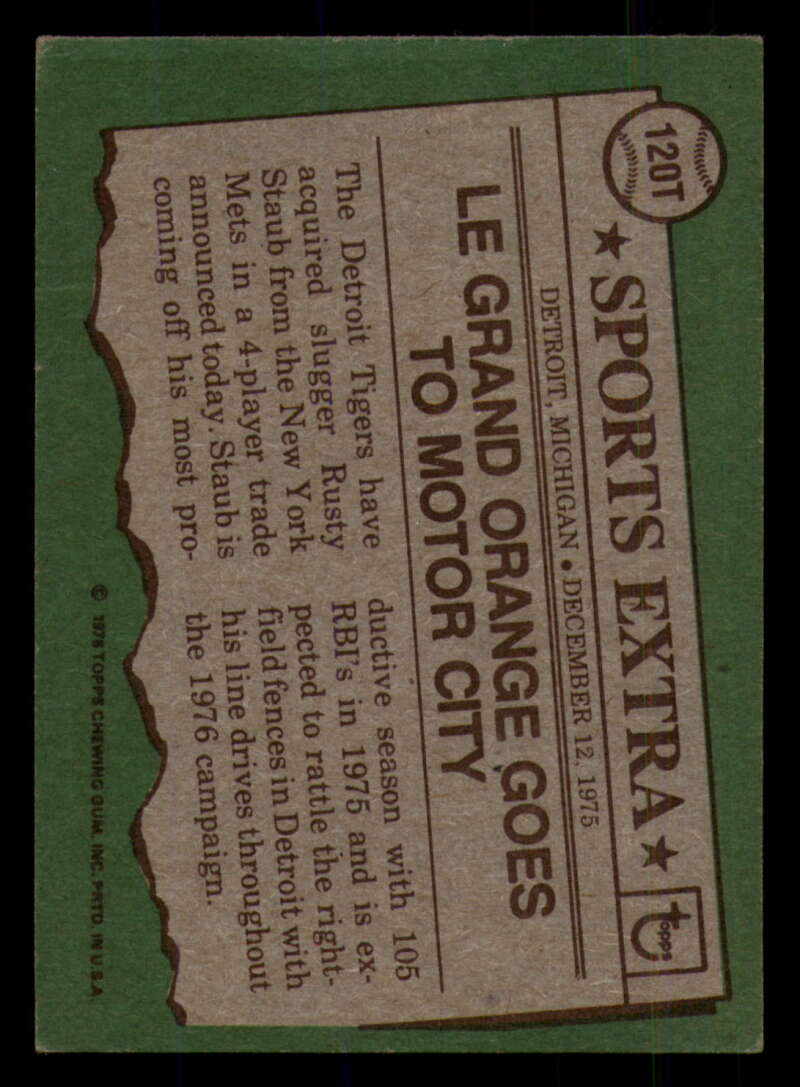 120T
★ SPORTS EXTRA ★
topps
DETROIT, MICHIGAN • DECEMBER 12, 1975
LE GRAND ORANGE GOES
TO MOTOR CITY
The Detroit Tigers have
acquired slugger Rusty
Staub from the New York
Mets in a 4-player trade
announced today. Staub is
coming off his most pro-
ductive season with 105
RBI's in 1975 and is ex-
pected to rattle the right-
field fences in Detroit with
his line drives throughout
the 1976 campaign.
© 1976 TOPPS CHEWING GUM, INC. PRTD. IN U.S.A.